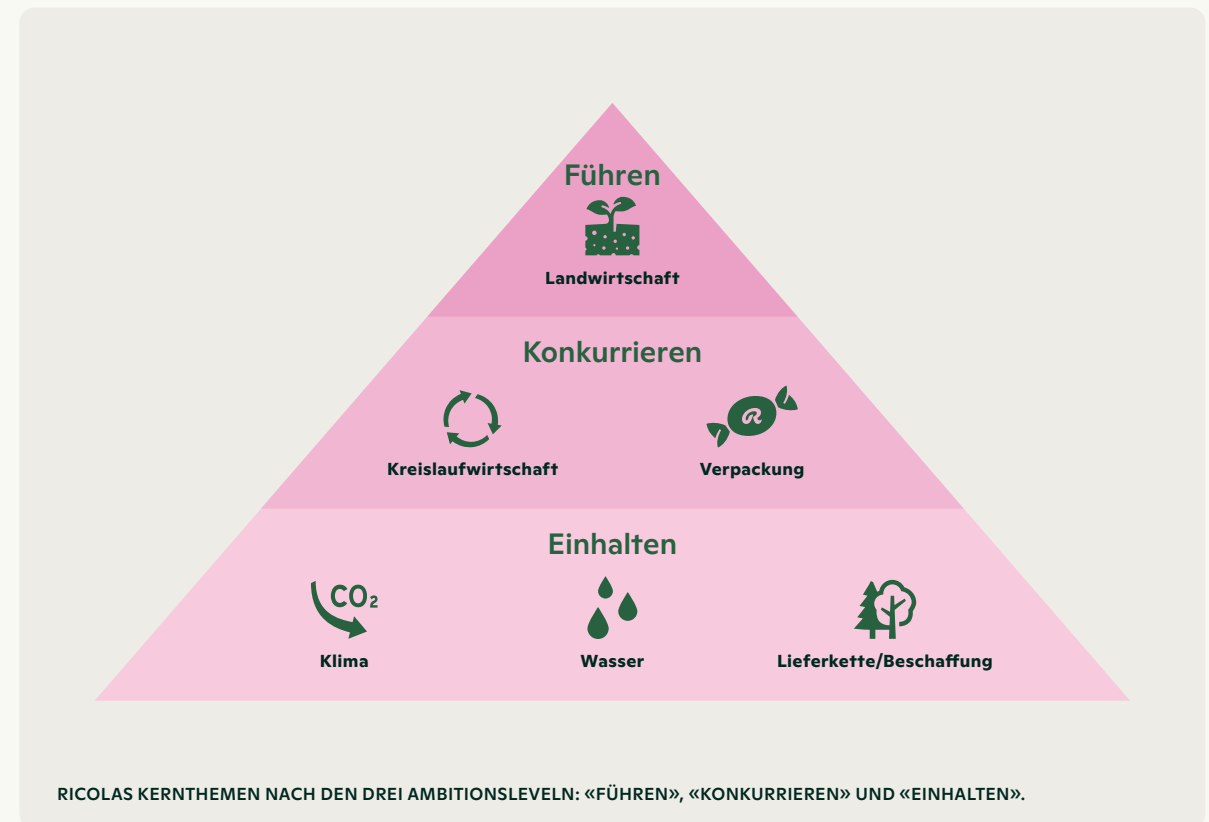 Führen
Landwirtschaft
Konkurrieren
Kreislaufwirtschaft
Verpackung
Einhalten
CO₂
Klima
Wasser
Lieferkette/Beschaffung
RICOLAS KERNTHEMEN NACH DEN DREI AMBITIONSLEVELN: «FÜHREN», «KONKURRIEREN» UND «EINHALTEN».